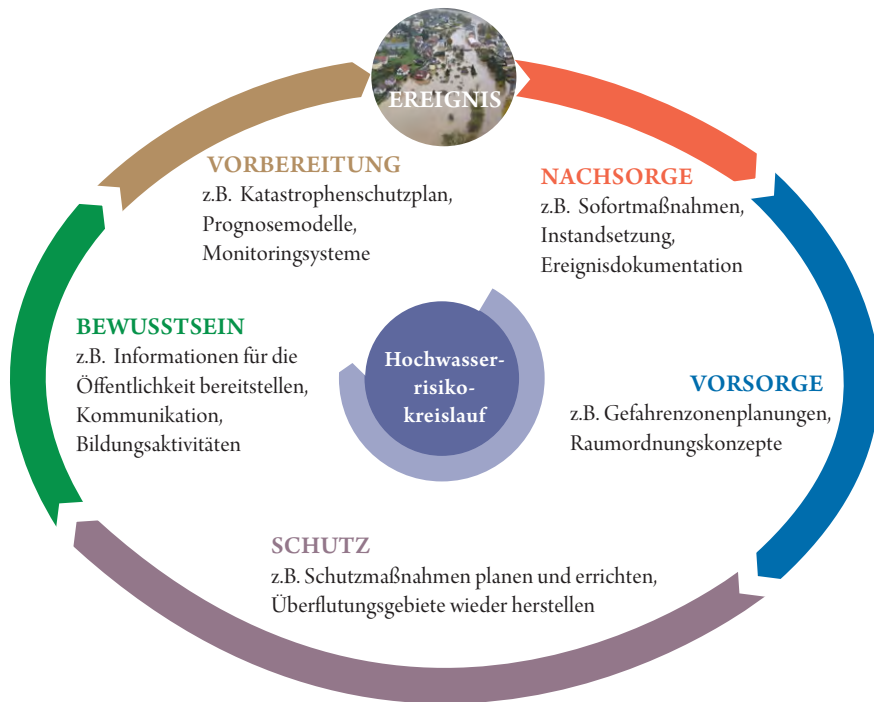 EREIGNIS
NACHSORGE
z.B. Sofortmaßnahmen,
Instandsetzung,
Ereignisdokumentation
VORSORGE
z.B. Gefahrenzonenplanungen,
Raumordnungskonzepte
SCHUTZ
z.B. Schutzmaßnahmen planen und errichten,
Überflutungsgebiete wieder herstellen
BEWUSSTSEIN
z.B. Informationen für die
Öffentlichkeit bereitstellen,
Kommunikation,
Bildungsaktivitäten
VORBEREITUNG
z.B. Katastrophenschutzplan,
Prognosemodelle,
Monitoringsysteme
Hochwasser-
risiko-
kreislauf